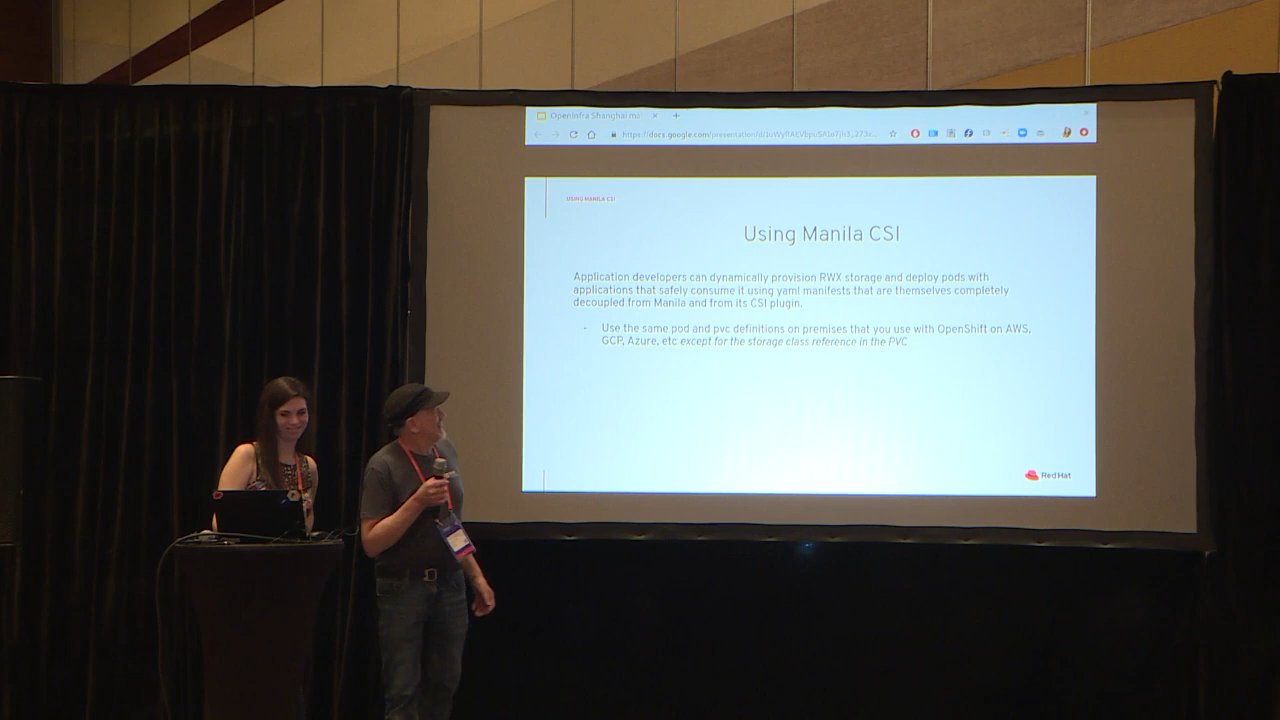 OpenInfra Shanghai ma
USING MANILA CSI
Using Manila CSI
Application developers can dynamically provision RWX storage and deploy pods with
applications that safely consume it using yaml manifests that are themselves completely
decoupled from Manila and from its CSI plugin.
- Use the same pod and pvc definitions on premises that you use with OpenShift on AWS,
GCP, Azure, etc except for the storage class reference in the PVC
Red Hat